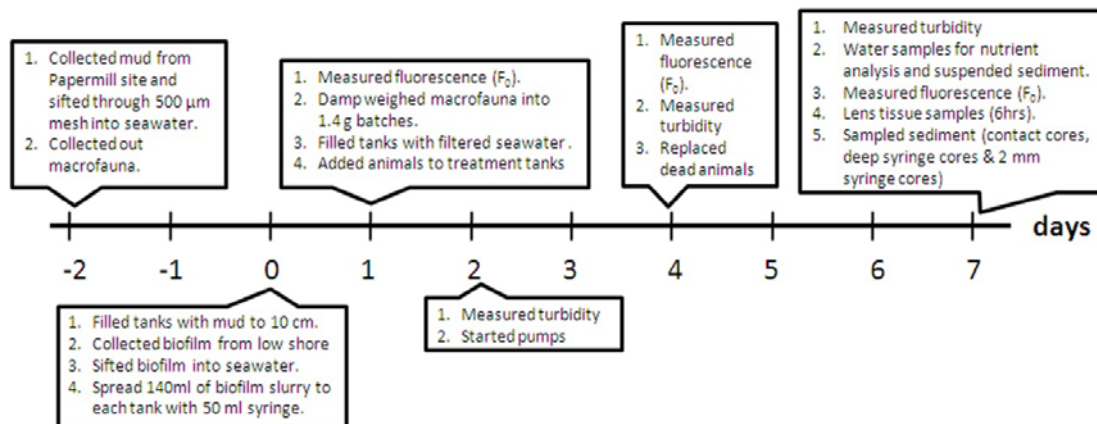 1. Collected mud from
Papermill site and
sifted through 500 µm
mesh into seawater.
2. Collected out
macrofauna.
1. Measured fluorescence (F₀).
2. Damp weighed macrofauna into
1.4 g batches.
3. Filled tanks with filtered seawater.
4. Added animals to treatment tanks
1. Measured
fluorescence
(F₀).
2. Measured
turbidity
3. Replaced
dead animals
1. Measured turbidity
2. Water samples for nutrient
analysis and suspended sediment.
3. Measured fluorescence (F₀).
4. Lens tissue samples (6hrs).
5. Sampled sediment (contact cores,
deep syringe cores & 2 mm
syringe cores)
days
-2 -1 0 1 2 3 4 5 6 7
1. Filled tanks with mud to 10 cm.
2. Collected biofilm from low shore
3. Sifted biofilm into seawater.
4. Spread 140ml of biofilm slurry to
each tank with 50 ml syringe.
1. Measured turbidity
2. Started pumps